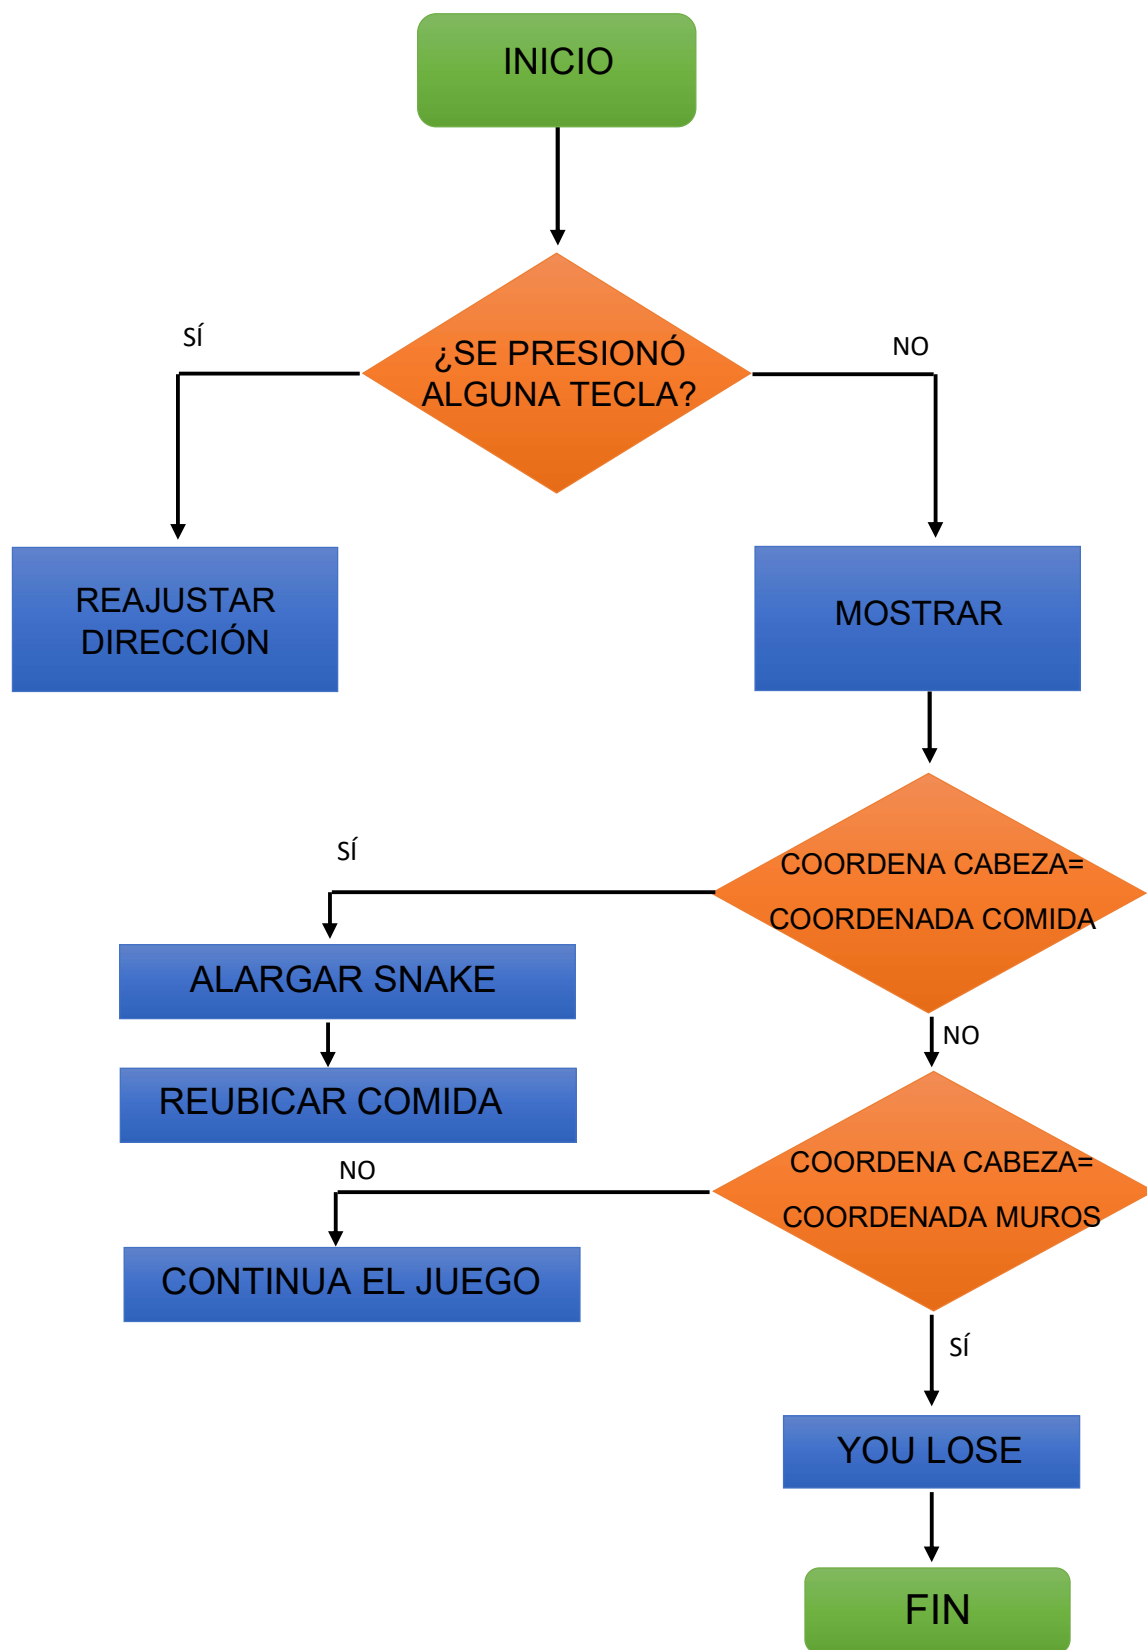 INICIO
SÍ
¿SE PRESIONÓ
ALGUNA TECLA?
NO
REAJUSTAR
DIRECCIÓN
MOSTRAR
SÍ
COORDENA CABEZA=
COORDENADA COMIDA
ALARGAR SNAKE
NO
REUBICAR COMIDA
NO
COORDENA CABEZA=
COORDENADA MUROS
CONTINUA EL JUEGO
SÍ
YOU LOSE
FIN